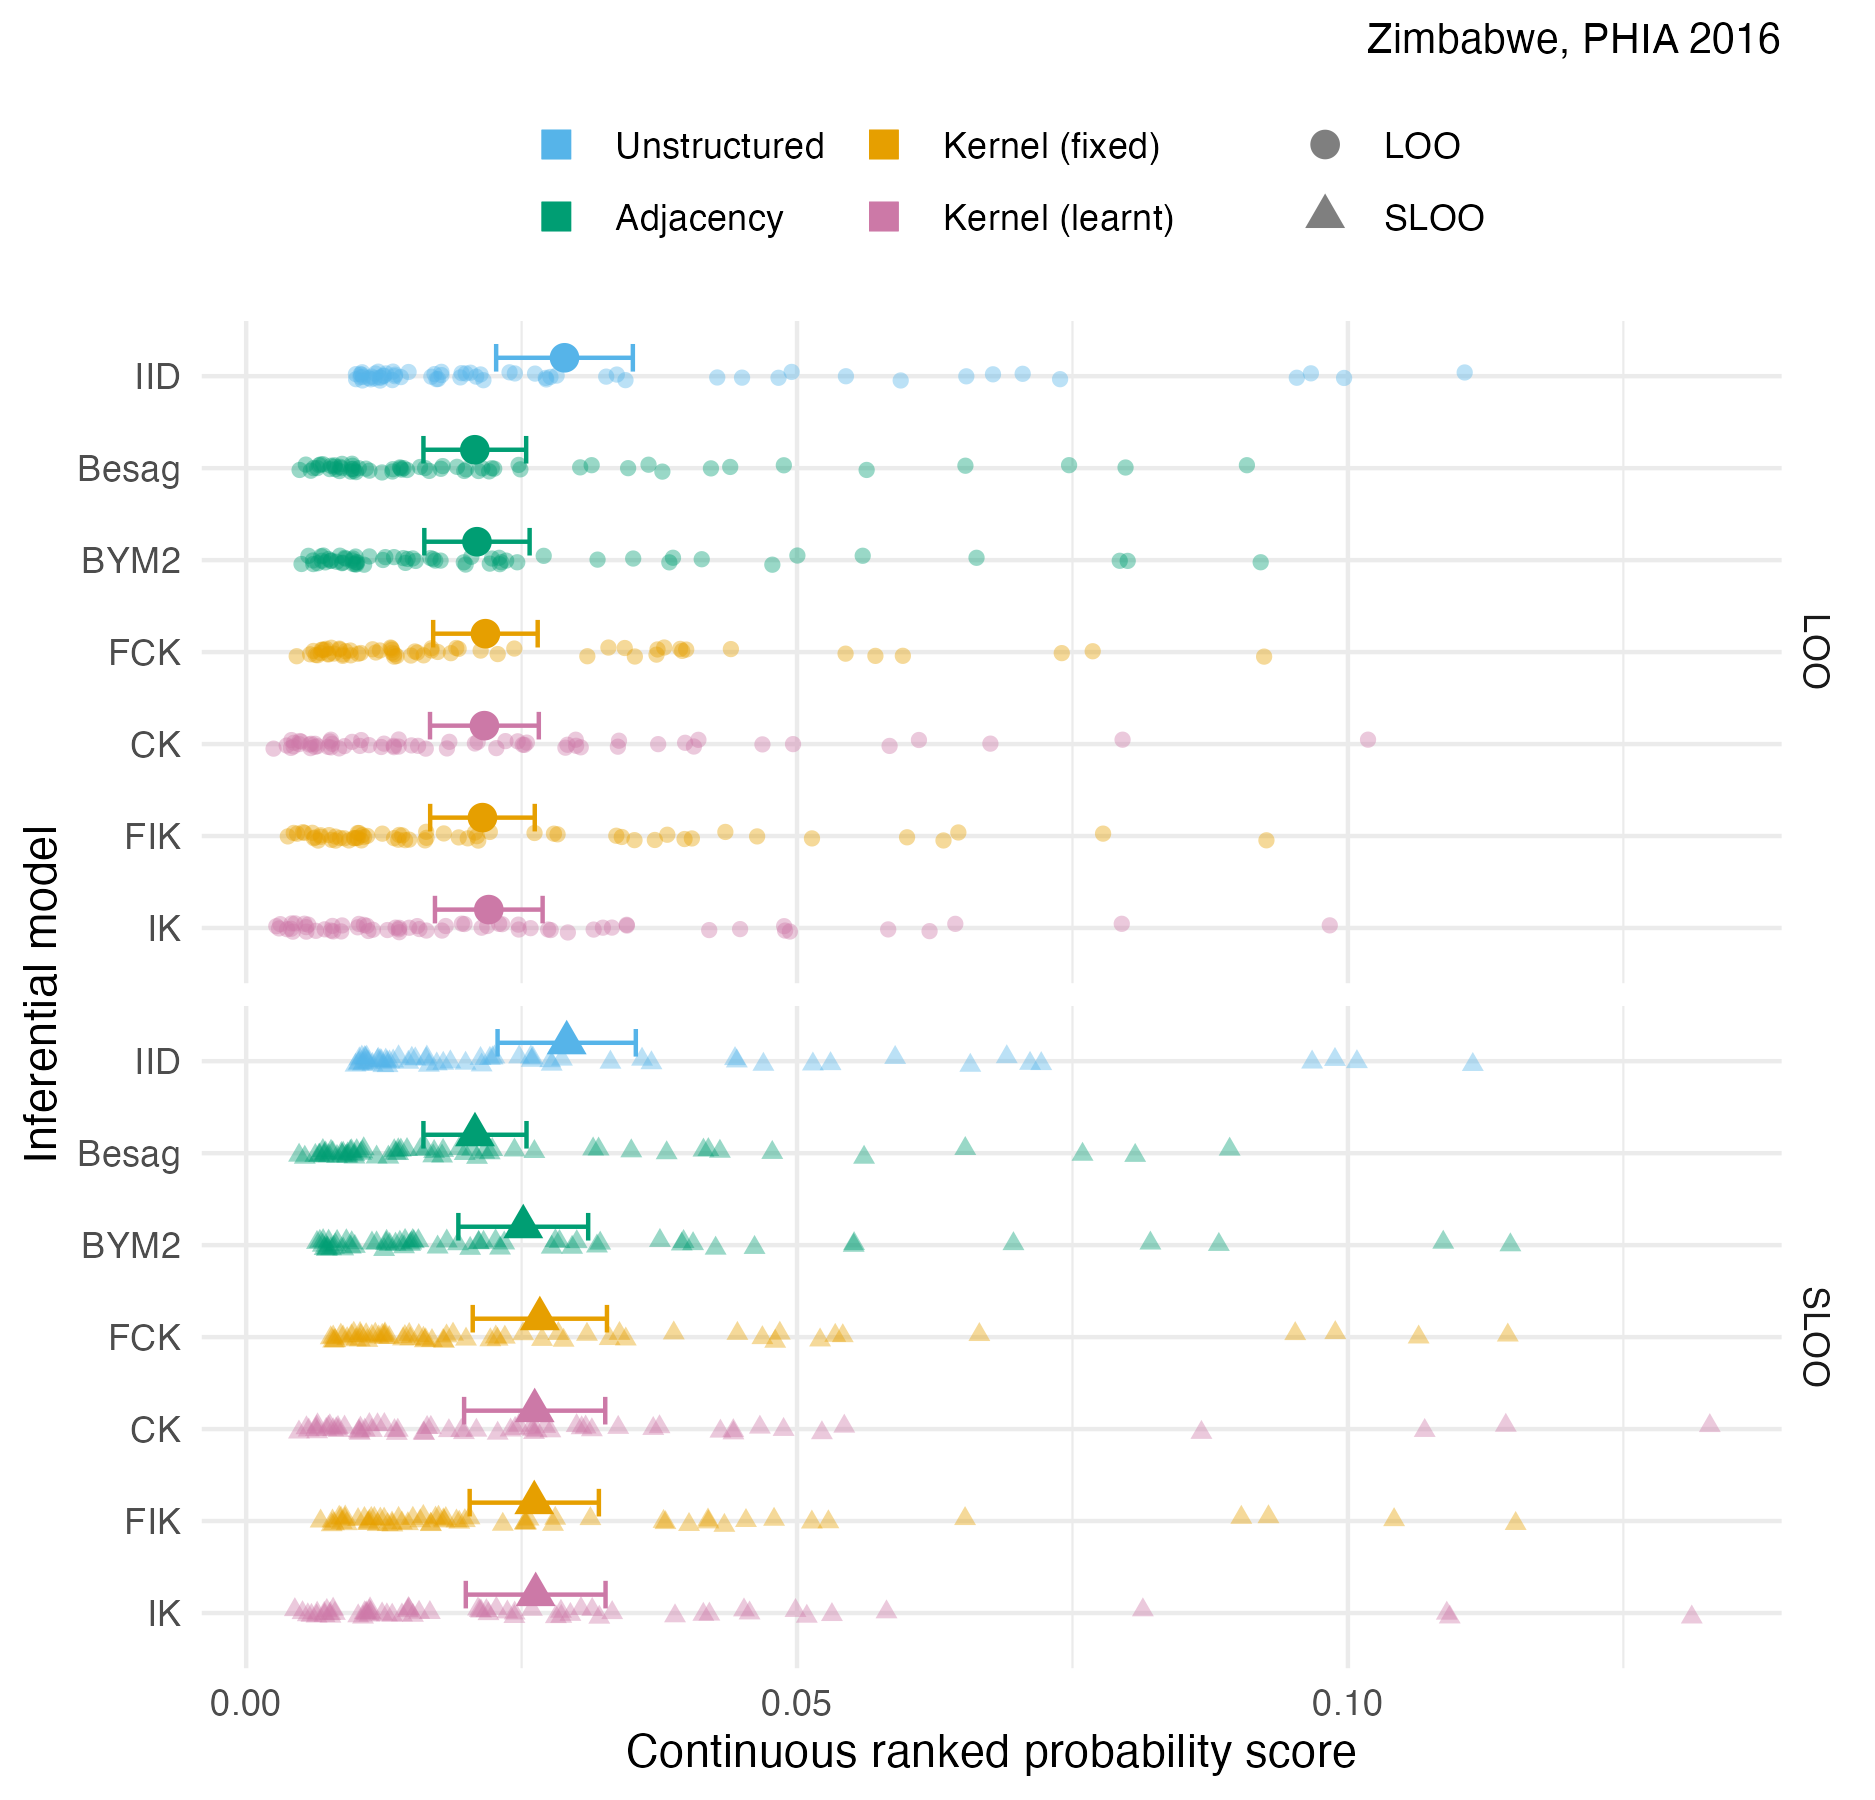 Zimbabwe, PHIA 2016
Unstructured
Kernel (fixed)
LOO
Adjacency
Kernel (learnt)
SLOO
Inferential model
IID
Besag
BYM2
FCK
CK
FIK
IK
LOO
IID
Besag
BYM2
FCK
CK
FIK
IK
SLOO
0.00
0.05
0.10
Continuous ranked probability score